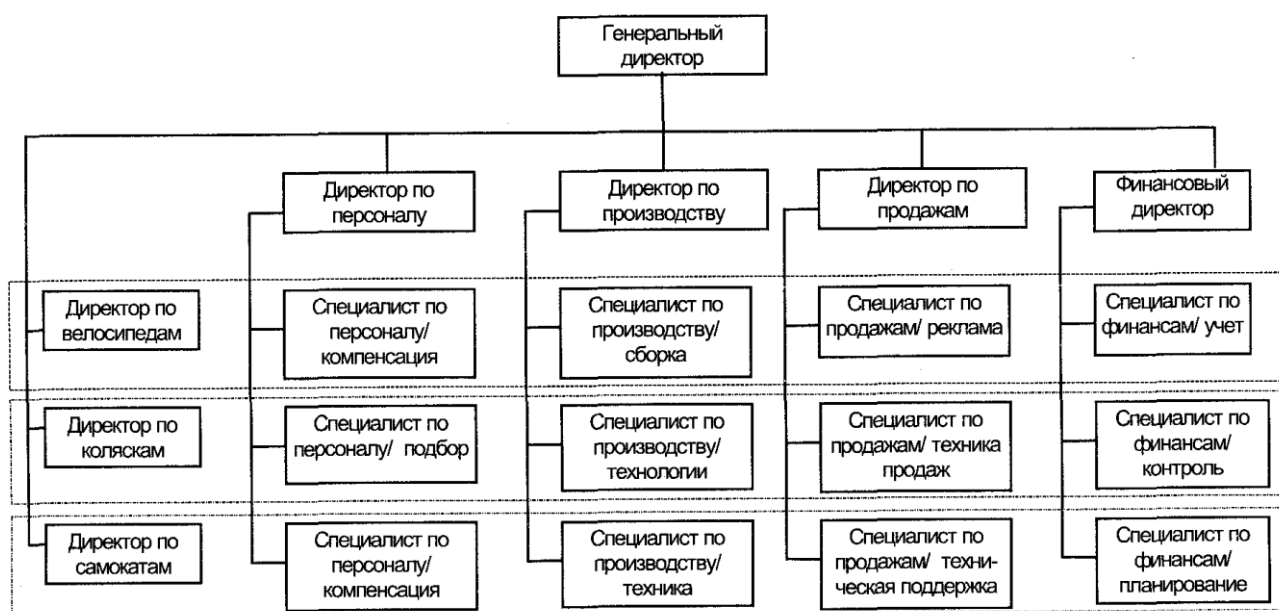 Генеральный
директор
Директор по
персоналу
Директор по
производству
Директор по
продажам
Финансовый
директор
Директор по
велосипедам
Специалист по
персоналу/
компенсация
Специалист по
производству/
сборка
Специалист по
продажам/ реклама
Специалист по
финансам/ учет
Директор по
коляскам
Специалист по
персоналу/ подбор
Специалист по
производству/
технологии
Специалист по
продажам/ техника
продаж
Специалист по
финансам/
контроль
Директор по
самокатам
Специалист по
персоналу/
компенсация
Специалист по
производству/
техника
Специалист по
продажам/ техни-
ческая поддержка
Специалист по
финансам/
планирование